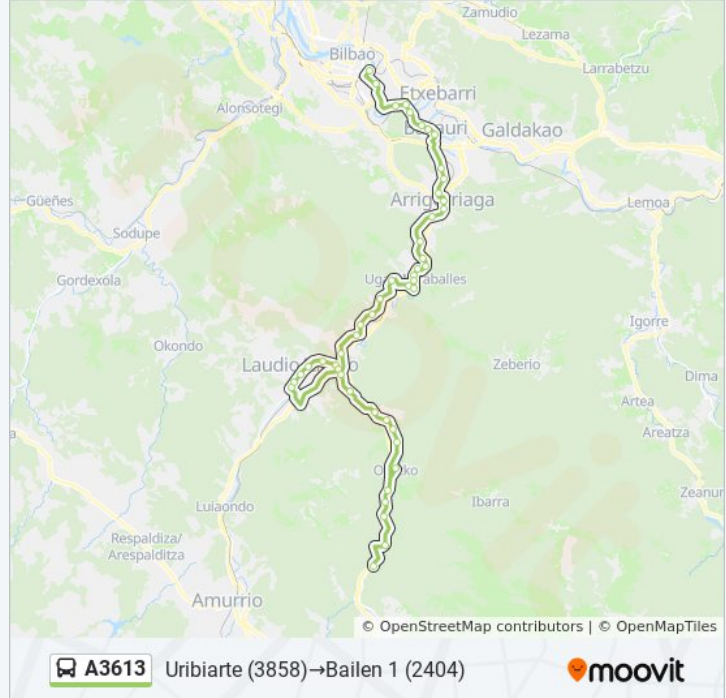 Zamudio
Bilbao
Lezama
Larrabetzu
Etxebarri
Alonsotegi
Galdakao
Güeñes
Arrigorriaga
Lemoa
Sodupe
Gordexola
Igorre
Okondo
Zeberio
Dima
Artea
Areatza
Ibarra
Zeanuri
Luiaondo
Respaldiza/
Arespalditza
Amurrio
© OpenStreetMap contributors | © OpenMapTiles
A3613 Uribiarte (3858)→Bailen 1 (2404) moovit